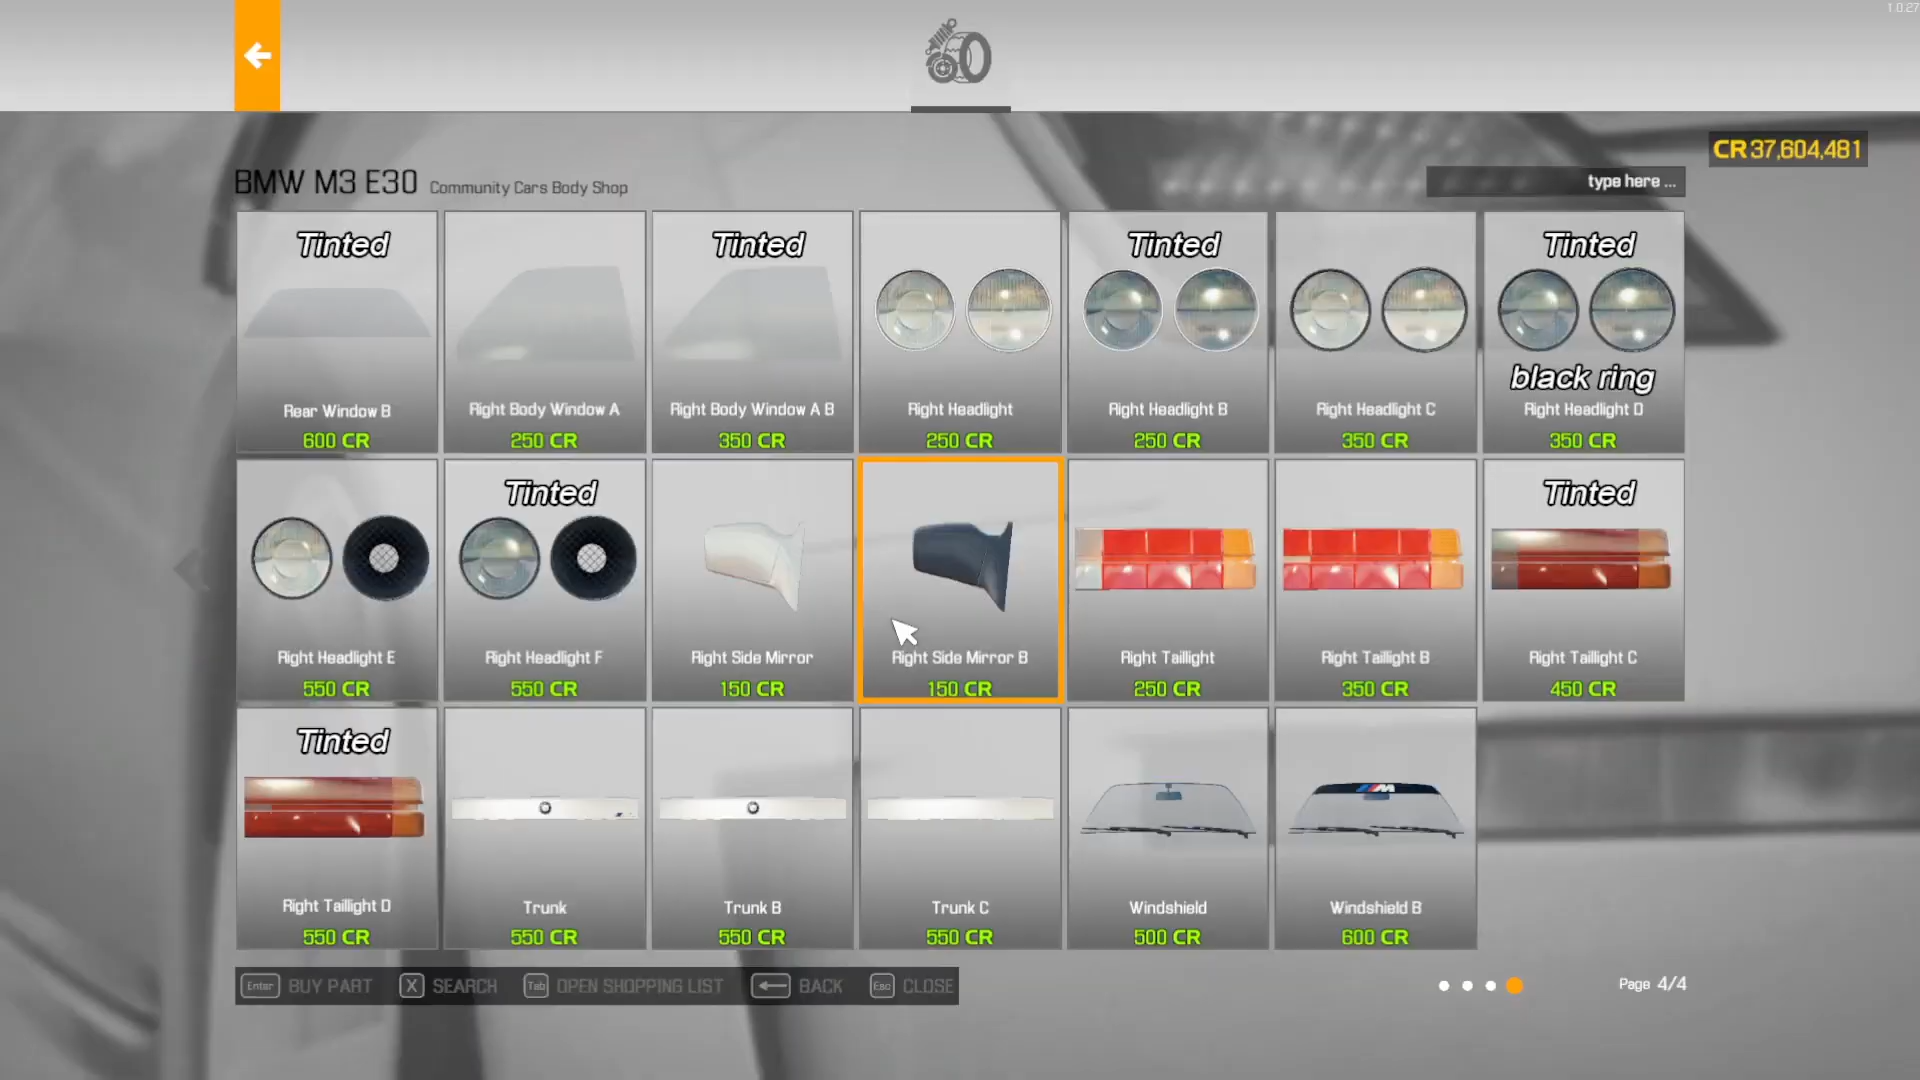 1.0.27
CR 37,604,481
BMW M3 E30 Community Cars Body Shop
type here ...
Tinted
Rear Window B
600 CR
Right Body Window A
250 CR
Tinted
Right Body Window A B
350 CR
Right Headlight
250 CR
Tinted
Right Headlight B
250 CR
Right Headlight C
350 CR
Tinted
black ring
Right Headlight D
350 CR
Right Headlight E
550 CR
Tinted
Right Headlight F
550 CR
Right Side Mirror
150 CR
Right Side Mirror B
150 CR
Right Taillight
250 CR
Right Taillight B
350 CR
Tinted
Right Taillight C
450 CR
Tinted
Right Taillight D
550 CR
Trunk
550 CR
Trunk B
550 CR
Trunk C
550 CR
Windshield
500 CR
M
Windshield B
600 CR
Enter BUY PART X SEARCH Tab OPEN SHOPPING LIST BACK Esc CLOSE
Page 4/4